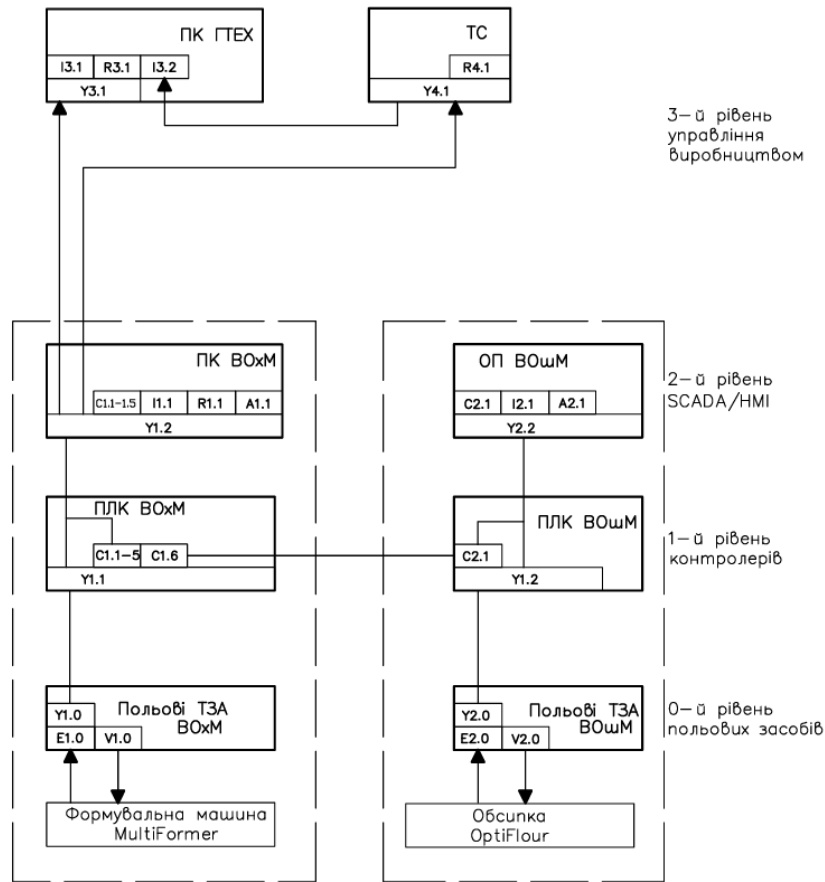 ПК ГТЕХ
I3.1 R3.1 I3.2
Y3.1
ТС
R4.1
Y4.1
3-й рівень
управління
виробництвом
ПК ВОхМ
C1.1-1.5 I1.1 R1.1 A1.1
Y1.2
ОП ВОшМ
C2.1 I2.1 A2.1
Y2.2
2-й рівень
SCADA/HMI
ПЛК ВОхМ
C1.1-5 C1.6
Y1.1
ПЛК ВОшМ
C2.1
Y1.2
1-й рівень
контролерів
Польові ТЗА
ВОхМ
Y1.0
E1.0 V1.0
Польові ТЗА
ВОшМ
Y2.0
E2.0 V2.0
0-й рівень
польових засобів
Формувальна машина
MultiFormer
Обсипка
OptiFlour